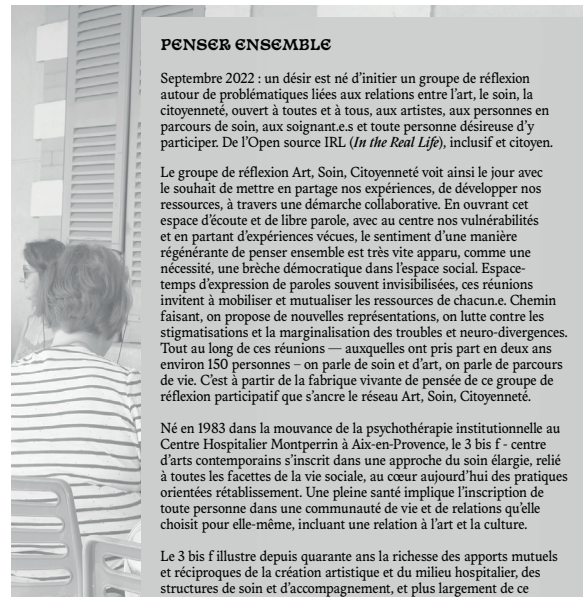 PENSER ENSEMBLE
Septembre 2022 : un désir est né d'initier un groupe de réflexion
autour de problématiques liées aux relations entre l'art, le soin, la
citoyenneté, ouvert à toutes et à tous, aux artistes, aux personnes en
parcours de soin, aux soignant.e.s et toute personne désireuse d'y
participer. De l'Open source IRL (In the Real Life), inclusif et citoyen.
Le groupe de réflexion Art, Soin, Citoyenneté voit ainsi le jour avec
le souhait de mettre en partage nos expériences, de développer nos
ressources, à travers une démarche collaborative. En ouvrant cet
espace d'écoute et de libre parole, avec au centre nos vulnérabilités
et en partant d'expériences vécues, le sentiment d'une manière
régénérante de penser ensemble est très vite apparu, comme une
nécessité, une brèche démocratique dans l'espace social. Espace-
temps d'expression de paroles souvent invisibilisées, ces réunions
invitent à mobiliser et mutualiser les ressources de chacun.e. Chemin
faisant, on propose de nouvelles représentations, on lutte contre les
stigmatisations et la marginalisation des troubles et neuro-divergences.
Tout au long de ces réunions — auxquelles ont pris part en deux ans
environ 150 personnes – on parle de soin et d'art, on parle de parcours
de vie. C'est à partir de la fabrique vivante de pensée de ce groupe de
réflexion participatif que s'ancre le réseau Art, Soin, Citoyenneté.
Né en 1983 dans la mouvance de la psychothérapie institutionnelle au
Centre Hospitalier Montperrin à Aix-en-Provence, le 3 bis f - centre
d'arts contemporains s'inscrit dans une approche du soin élargie, relié
à toutes les facettes de la vie sociale, au cœur aujourd'hui des pratiques
orientées rétablissement. Une pleine santé implique l'inscription de
toute personne dans une communauté de vie et de relations qu'elle
choisit pour elle-même, incluant une relation à l'art et la culture.
Le 3 bis f illustre depuis quarante ans la richesse des apports mutuels
et réciproques de la création artistique et du milieu hospitalier, des
structures de soin et d'accompagnement, et plus largement de ce